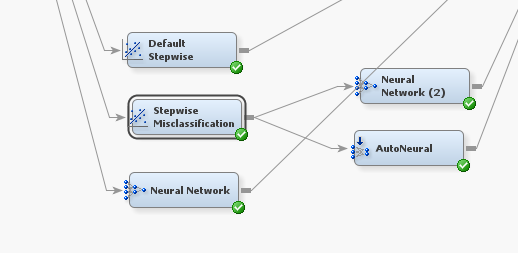 Default
Stepwise
Stepwise
Misclassification
Neural Network
Neural
Network (2)
AutoNeural